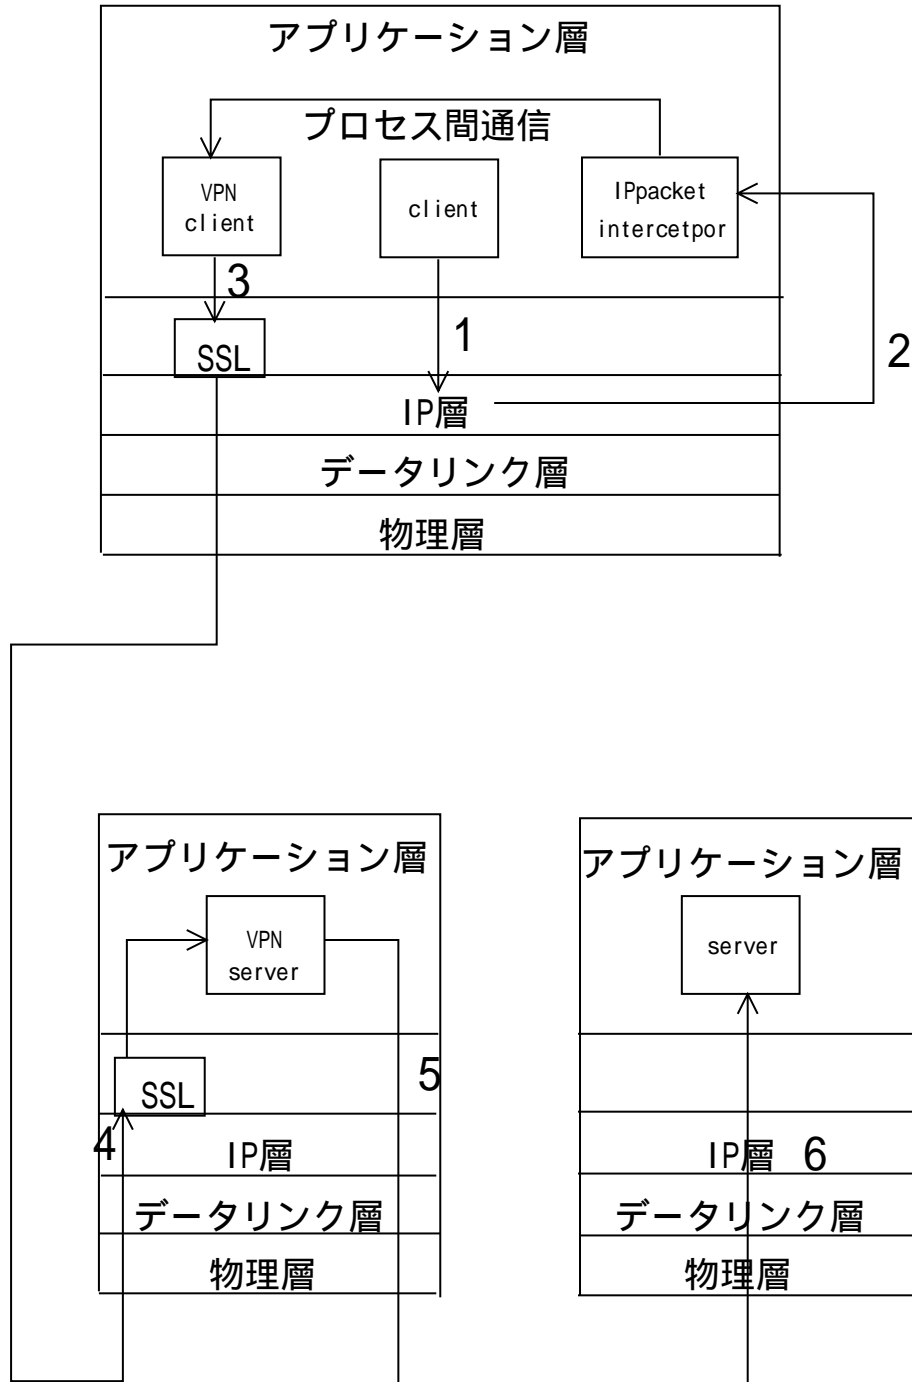 アプリケーション層
プロセス間通信
VPN
client
client
IPpacket
intercetpor
3
SSL
1
2
IP層
データリンク層
物理層
アプリケーション層
VPN
server
SSL
5
4
IP層
データリンク層
物理層
アプリケーション層
server
IP層 6
データリンク層
物理層